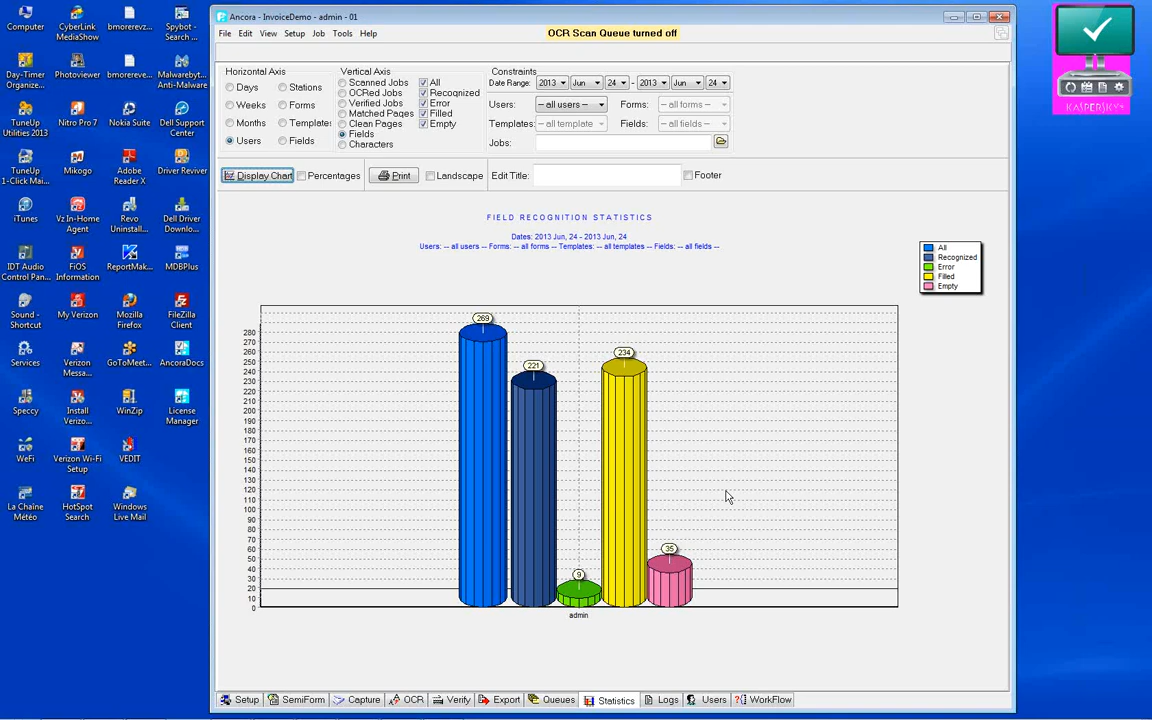 Computer
CyberLink
MediaShow
bmorerevz...
Spybot -
Search ...
Day-Timer
Organize...
Photoviewer
bmorereve...
Malwarebyt...
Anti-Malware
TuneUp
Utilities 2013
Nitro Pro 7
Nokia Suite
Dell Support
Center
TuneUp
1-Click Mai...
Mikogo
Adobe
Reader X
Driver Reviver
iTunes
Vz In-Home
Agent
Revo
Uninstall...
Dell Driver
Downlo...
IDT Audio
Control Pan...
FiOS
Information
ReportMak...
MDBPlus
Sound -
Shortcut
My Verizon
Mozilla
Firefox
FileZilla
Client
Services
Verizon
Messa...
GoToMeet...
AncoraDocs
Speccy
Install
Verizo...
WinZip
License
Manager
WeFi
Verizon Wi-Fi
Setup
VEDIT
La Chaîne
Météo
HotSpot
Search
Windows
Live Mail
Ancora - InvoiceDemo - admin - 01
File Edit View Setup Job Tools Help
OCR Scan Queue turned off
Horizontal Axis
Days Stations
Weeks Forms
Months Templates
Users Fields
Vertical Axis
Scanned Jobs
OCRed Jobs
Verified Jobs
Matched Pages
Clean Pages
Fields
Characters
All
Recognized
Error
Filled
Empty
Constraints
Date Range: 2013 Jun 24 - 2013 Jun 24
Users: -- all users -- Forms: -- all forms --
Templates: -- all template Fields: -- all fields --
Jobs:
Display Chart Percentages Print Landscape Edit Title: Footer
FIELD RECOGNITION STATISTICS
Dates: 2013 Jun, 24 - 2013 Jun, 24
Users: -- all users -- Forms: -- all forms -- Templates: -- all templates -- Fields: -- all fields --
All
Recognized
Error
Filled
Empty
280
270
260
250
240
230
220
210
200
190
180
170
160
150
140
130
120
110
100
90
80
70
60
50
40
30
20
10
0
269
221
9
234
35
admin
Setup SemiForm Capture OCR Verify Export Queues Statistics Logs Users WorkFlow
KASPERSKY